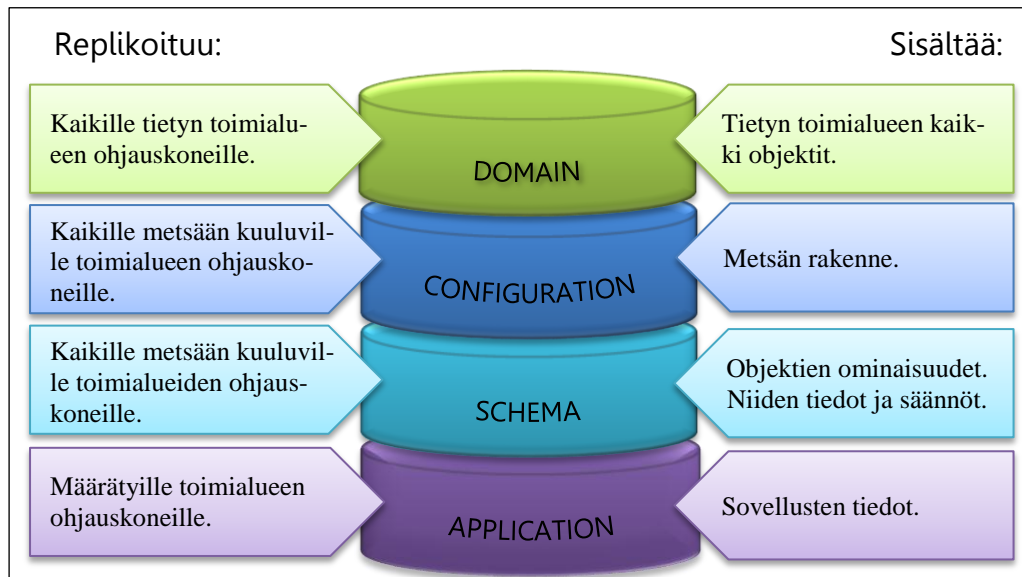 Replikoituu:
Sisältää:
Kaikille tietyn toimialu-
een ohjauskoneille.
DOMAIN
Tietyn toimialueen kaik-
ki objektit.
Kaikille metsään kuuluvil-
le toimialueen ohjausko-
neille.
CONFIGURATION
Metsän rakenne.
Kaikille metsään kuuluvil-
le toimialueiden ohjaus-
koneille.
SCHEMA
Objektien ominaisuudet.
Niiden tiedot ja säännöt.
Määrätyille toimialueen
ohjauskoneille.
APPLICATION
Sovellusten tiedot.